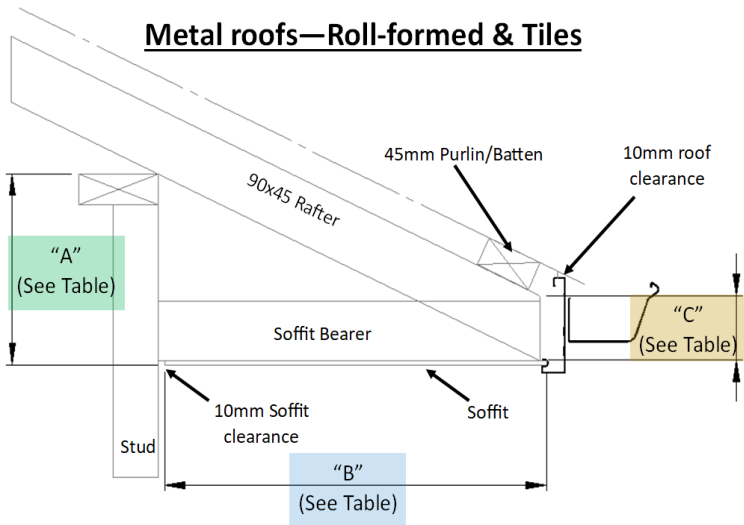 Metal roofs—Roll-formed & Tiles
45mm Purlin/Batten
10mm roof
clearance
90x45 Rafter
“A”
(See Table)
“C”
(See Table)
Soffit Bearer
10mm Soffit
clearance
Soffit
Stud
“B”
(See Table)